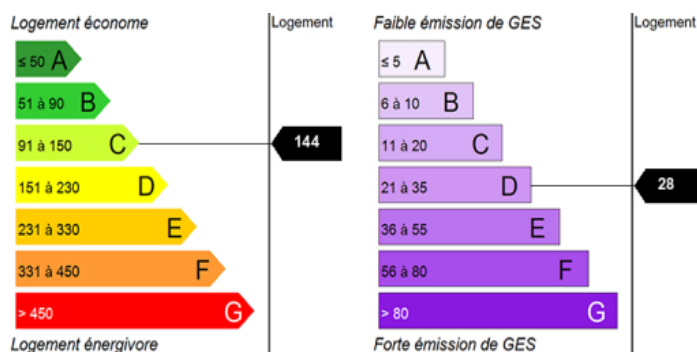 Logement économe
Logement
≤ 50 A
51 à 90 B
91 à 150 C
144
151 à 230 D
231 à 330 E
331 à 450 F
> 450 G
Logement énergivore
Faible émission de GES
Logement
≤ 5 A
6 à 10 B
11 à 20 C
21 à 35 D
28
36 à 55 E
56 à 80 F
> 80 G
Forte émission de GES